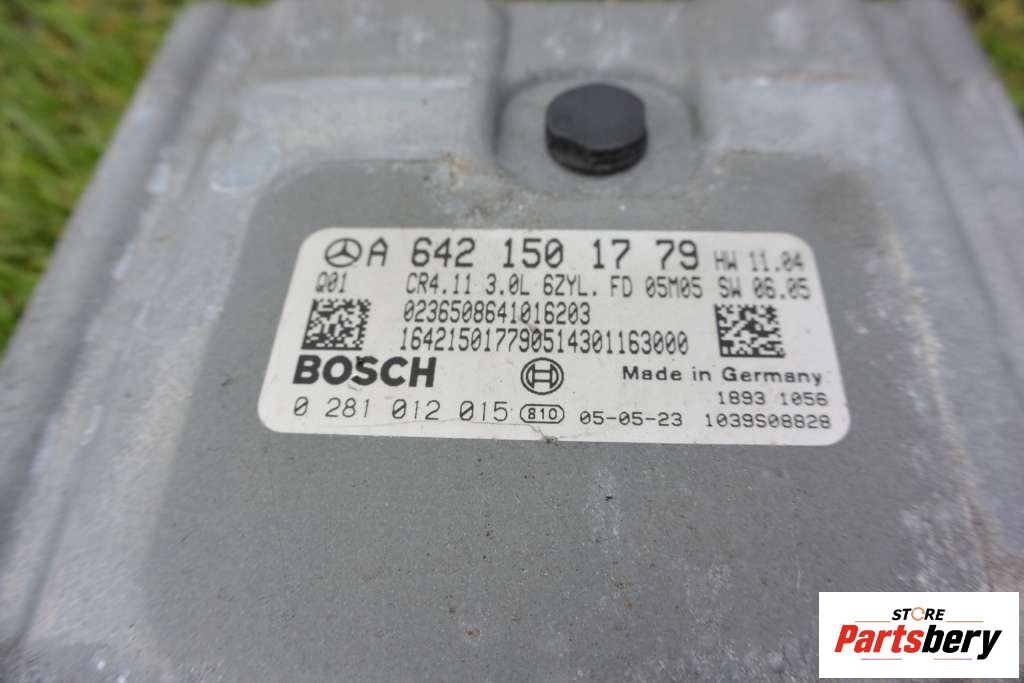 A 642 150 17 79 HW 11.04
Q01 CR4.11 3.0L 6ZYL. FD 05M05 SW 06.05
0236508641016203
164215017790514301163000
BOSCH Made in Germany
1893 1056
0 281 012 015 810 05-05-23 1039S08828
STORE
Partsbery